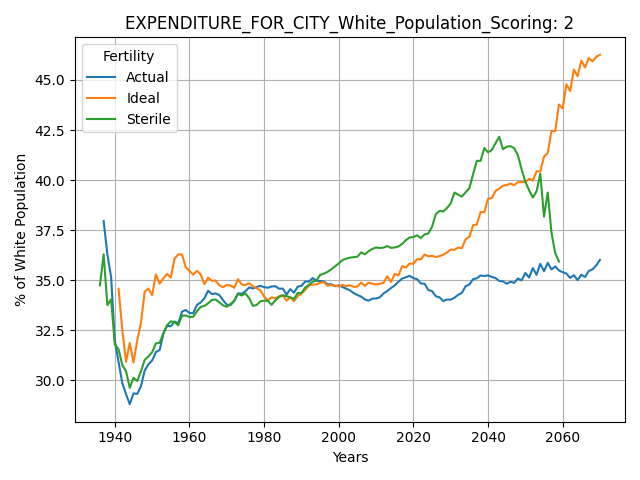 EXPENDITURE_FOR_CITY_White_Population_Scoring: 2
Fertility
Actual
Ideal
Sterile
% of White Population
45.0
42.5
40.0
37.5
35.0
32.5
30.0
1940 1960 1980 2000 2020 2040 2060
Years